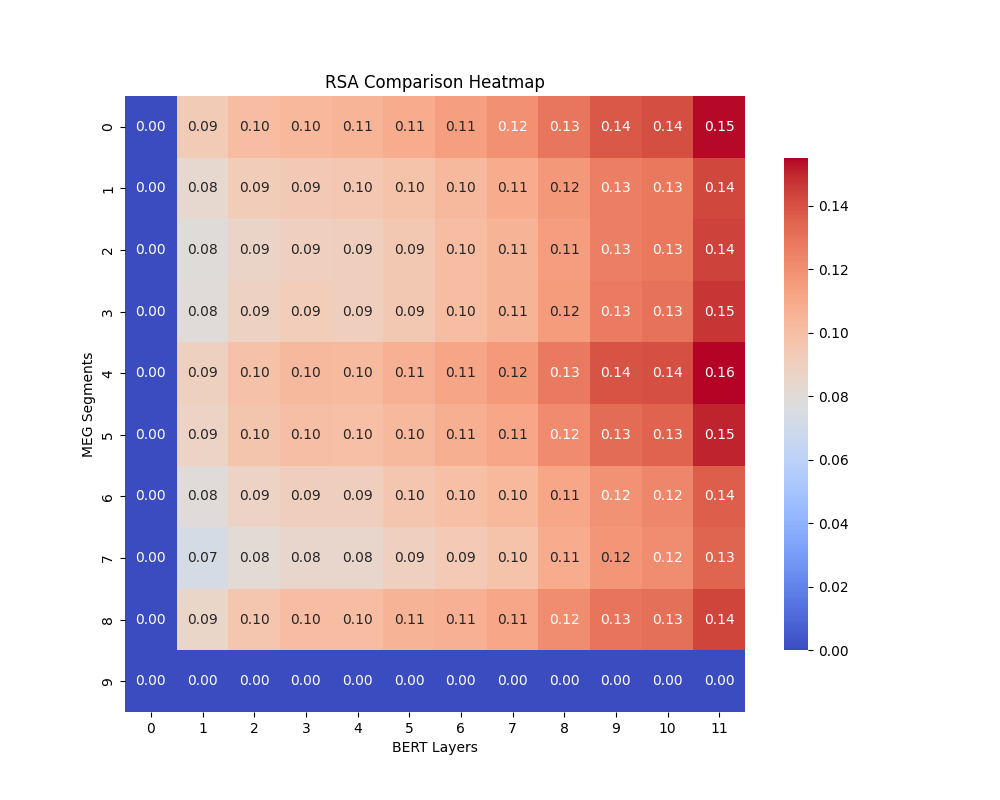 RSA Comparison Heatmap
0 0.00 0.09 0.10 0.10 0.11 0.11 0.11 0.12 0.13 0.14 0.14 0.15
1 0.00 0.08 0.09 0.09 0.10 0.10 0.10 0.11 0.12 0.13 0.13 0.14
2 0.00 0.08 0.09 0.09 0.09 0.09 0.10 0.11 0.11 0.13 0.13 0.14
3 0.00 0.08 0.09 0.09 0.09 0.09 0.10 0.11 0.12 0.13 0.13 0.15
4 0.00 0.09 0.10 0.10 0.10 0.11 0.11 0.12 0.13 0.14 0.14 0.16
5 0.00 0.09 0.10 0.10 0.10 0.10 0.11 0.11 0.12 0.13 0.13 0.15
6 0.00 0.08 0.09 0.09 0.09 0.10 0.10 0.10 0.11 0.12 0.12 0.14
7 0.00 0.07 0.08 0.08 0.08 0.09 0.09 0.10 0.11 0.12 0.12 0.13
8 0.00 0.09 0.10 0.10 0.10 0.11 0.11 0.11 0.12 0.13 0.13 0.14
9 0.00 0.00 0.00 0.00 0.00 0.00 0.00 0.00 0.00 0.00 0.00 0.00
0 1 2 3 4 5 6 7 8 9 10 11
BERT Layers
MEG Segments
0.14
0.12
0.10
0.08
0.06
0.04
0.02
0.00